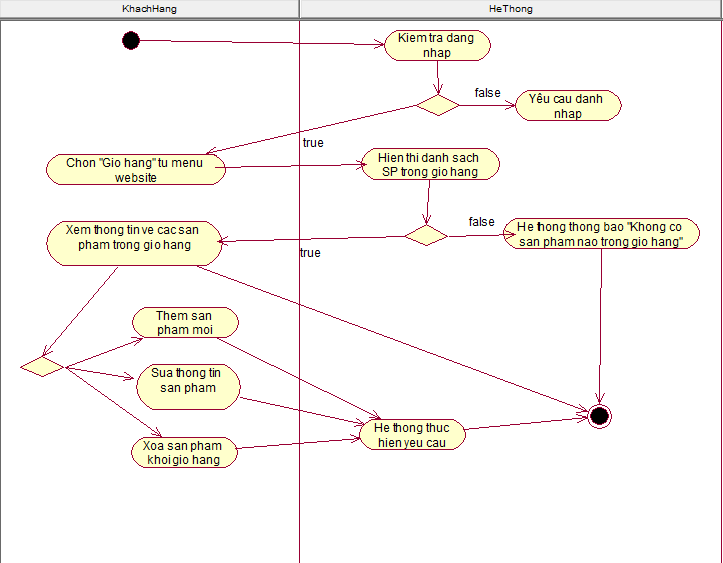 KhachHang
HeThong
Kiem tra dang
nhap
false
Yêu cau danh
nhap
true
Chon "Gio hang" tu menu
website
Hien thi danh sach
SP trong gio hang
Xem thong tin ve cac san
pham trong gio hang
false
He thong thong bao "Khong co
san pham nao trong gio hang"
true
Them san
pham moi
Sua thong tin
san pham
He thong thuc
hien yeu cau
Xoa san pham
khoi gio hang